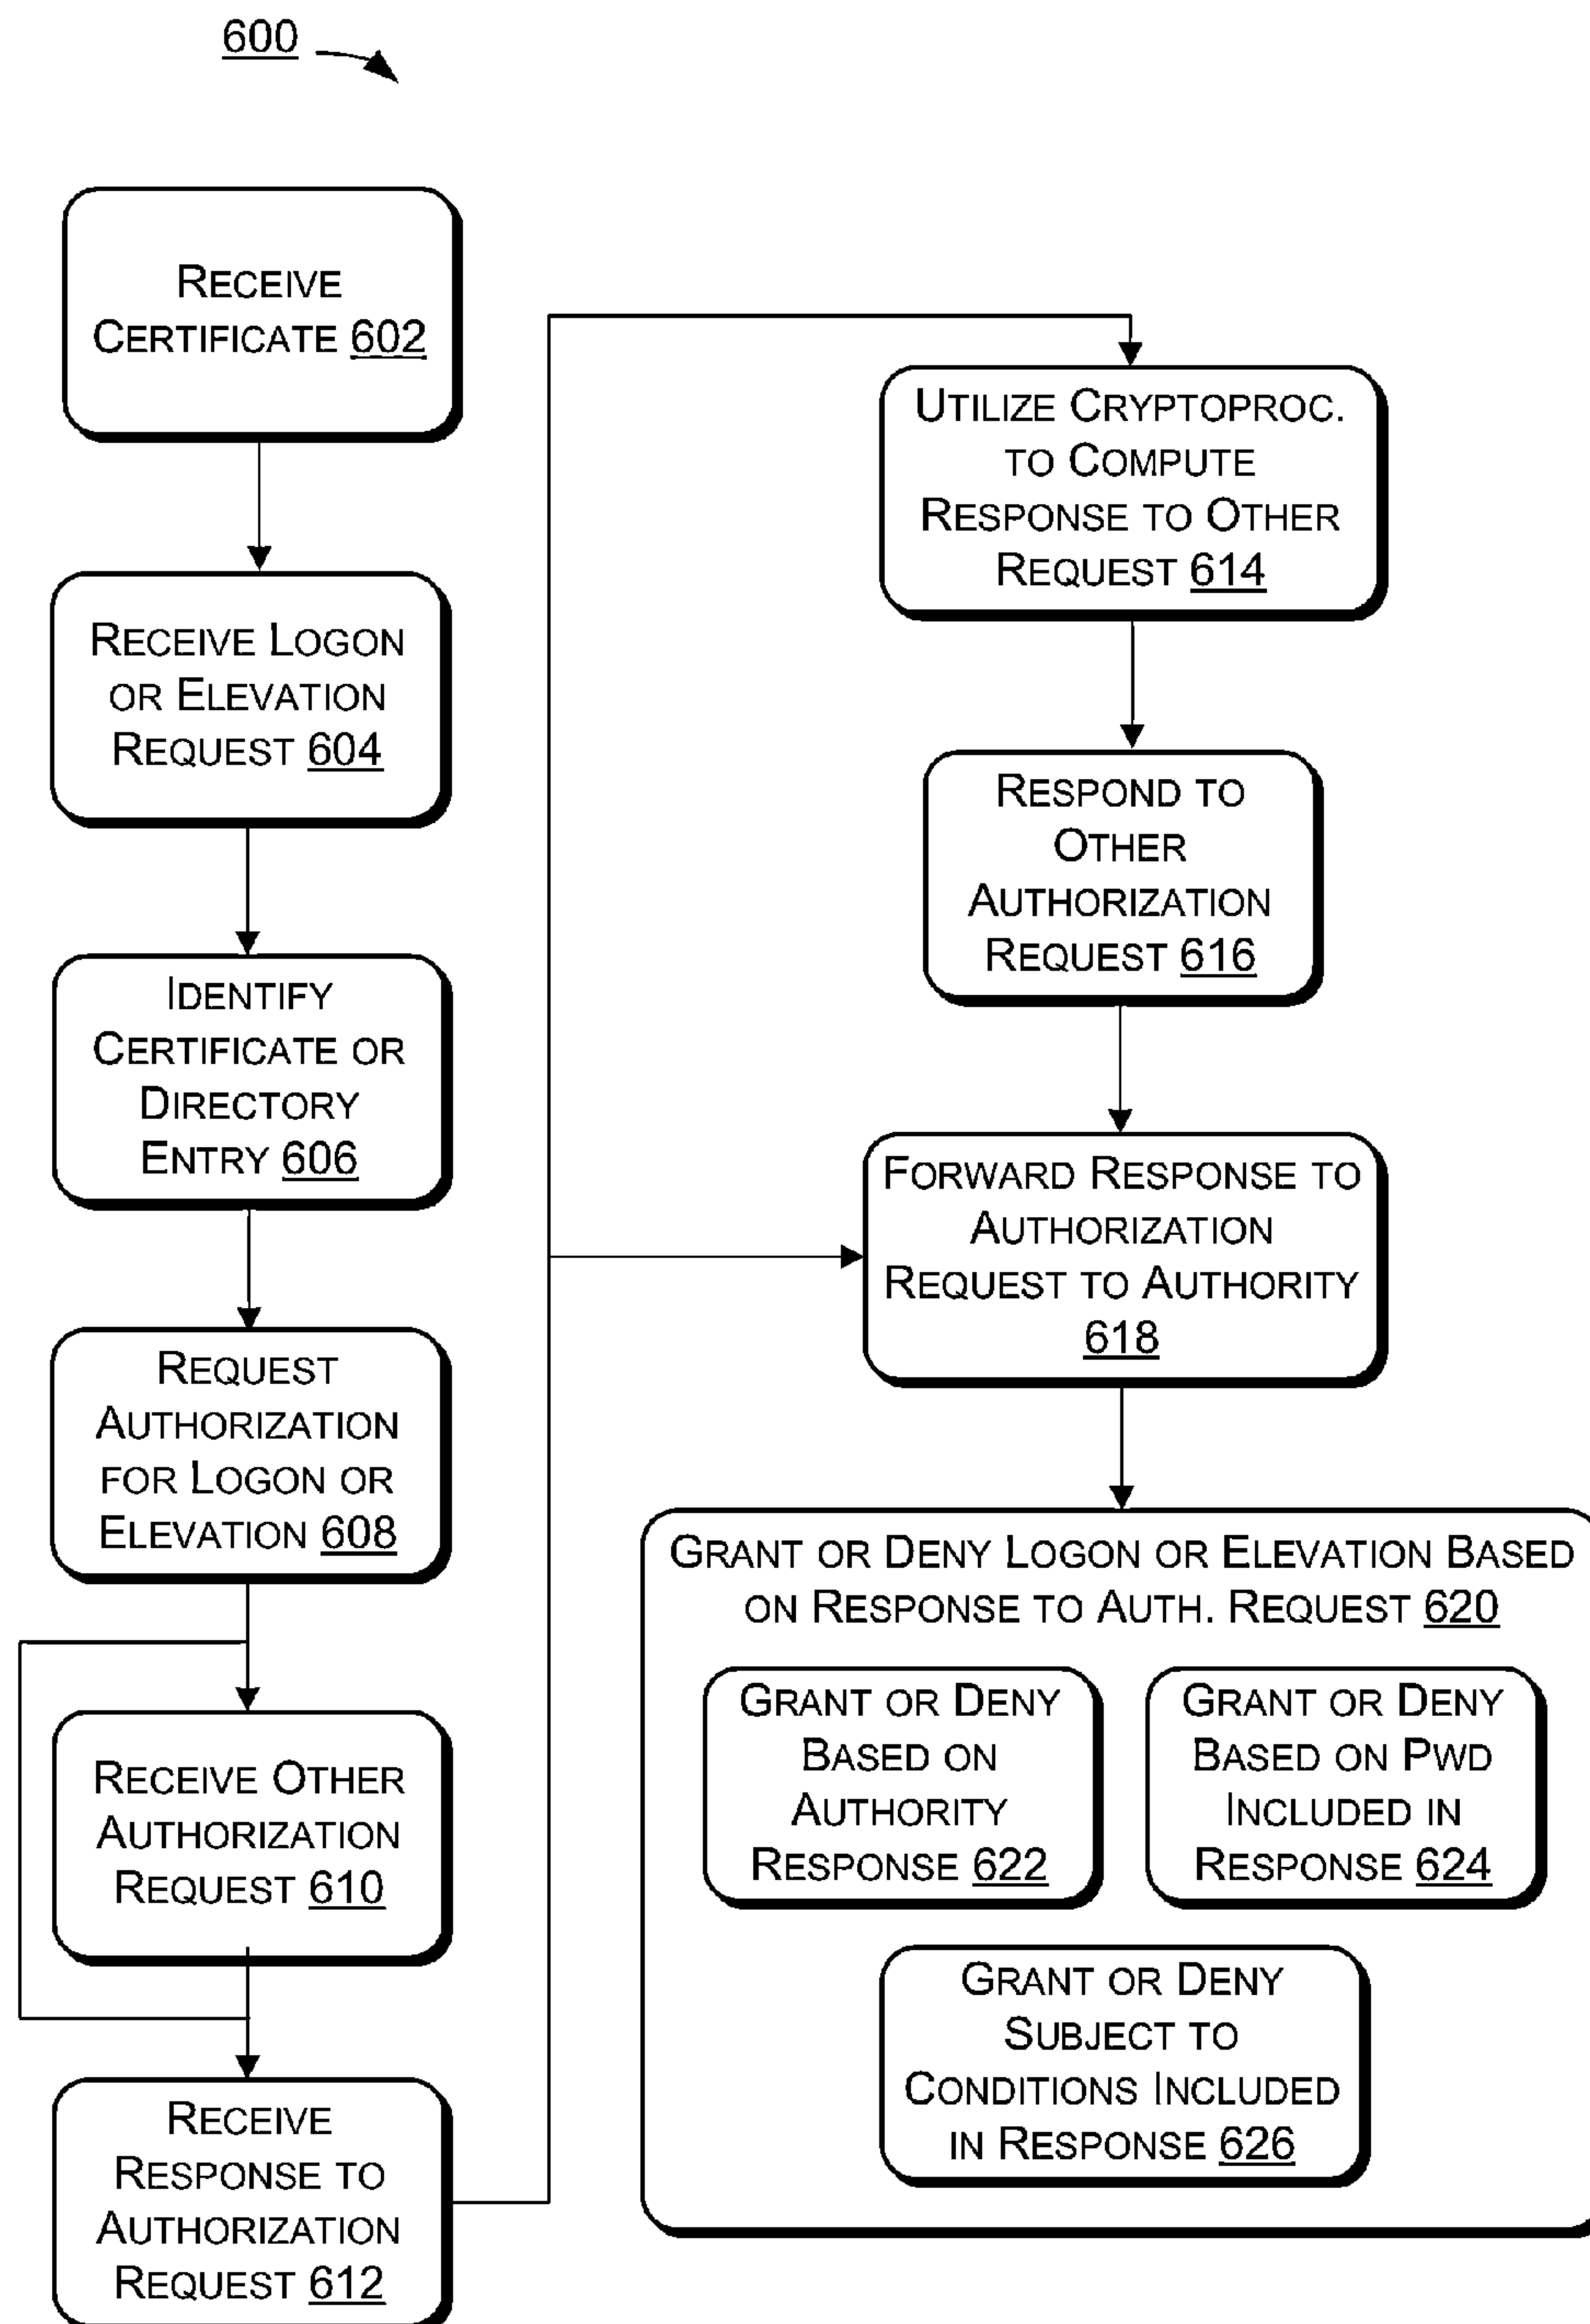 600
RECEIVE
CERTIFICATE 602
RECEIVE LOGON
OR ELEVATION
REQUEST 604
IDENTIFY
CERTIFICATE OR
DIRECTORY
ENTRY 606
REQUEST
AUTHORIZATION
FOR LOGON OR
ELEVATION 608
RECEIVE OTHER
AUTHORIZATION
REQUEST 610
RECEIVE
RESPONSE TO
AUTHORIZATION
REQUEST 612
UTILIZE CRYPTOPROC.
TO COMPUTE
RESPONSE TO OTHER
REQUEST 614
RESPOND TO
OTHER
AUTHORIZATION
REQUEST 616
FORWARD RESPONSE TO
AUTHORIZATION
REQUEST TO AUTHORITY
618
GRANT OR DENY LOGON OR ELEVATION BASED
ON RESPONSE TO AUTH. REQUEST 620
GRANT OR DENY
BASED ON
AUTHORITY
RESPONSE 622
GRANT OR DENY
BASED ON PWD
INCLUDED IN
RESPONSE 624
GRANT OR DENY
SUBJECT TO
CONDITIONS INCLUDED
IN RESPONSE 626